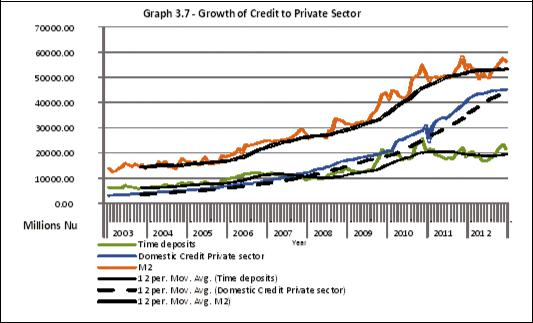 Graph 3.7 - Growth of Credit to Private Sector
70000.00
60000.00
50000.00
40000.00
30000.00
20000.00
10000.00
0.00
2003 2004 2005 2006 2007 2008 2009 2010 2011 2012
Millions Nu
Year
Time deposits
Domestic Credit Private sector
M2
12 per. Mov. Avg. (Time deposits)
12 per. Mov. Avg. (Domestic Credit Private sector)
12 per. Mov. Avg. M2)